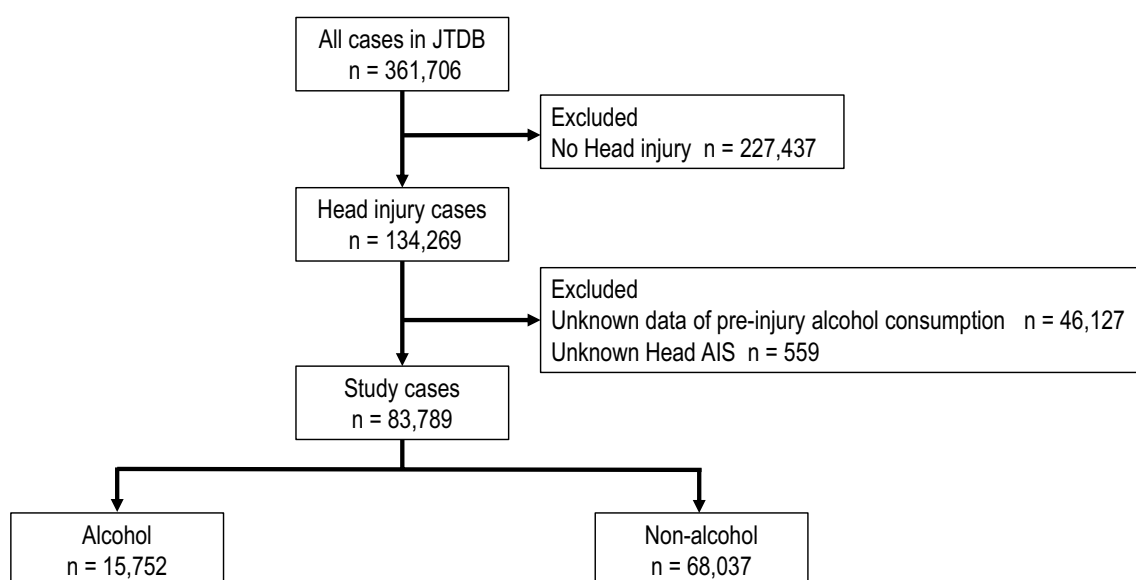 All cases in JTDB
n = 361,706
Excluded
No Head injury n = 227,437
Head injury cases
n = 134,269
Excluded
Unknown data of pre-injury alcohol consumption n = 46,127
Unknown Head AIS n = 559
Study cases
n = 83,789
Alcohol
n = 15,752
Non-alcohol
n = 68,037